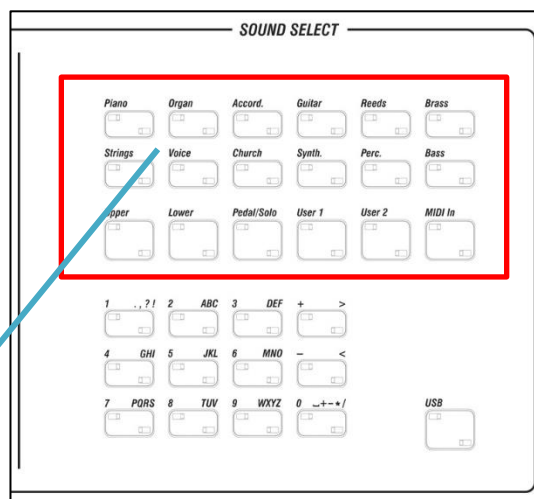 SOUND SELECT
Piano Organ Accord. Guitar Reeds Brass
Strings Voice Church Synth. Perc. Bass
Upper Lower Pedal/Solo User 1 User 2 MIDI In
1 .,?! 2 ABC 3 DEF + >
4 GHI 5 JKL 6 MNO – <
7 PQRS 8 TUV 9 WXYZ 0 ⎵+-*/ USB